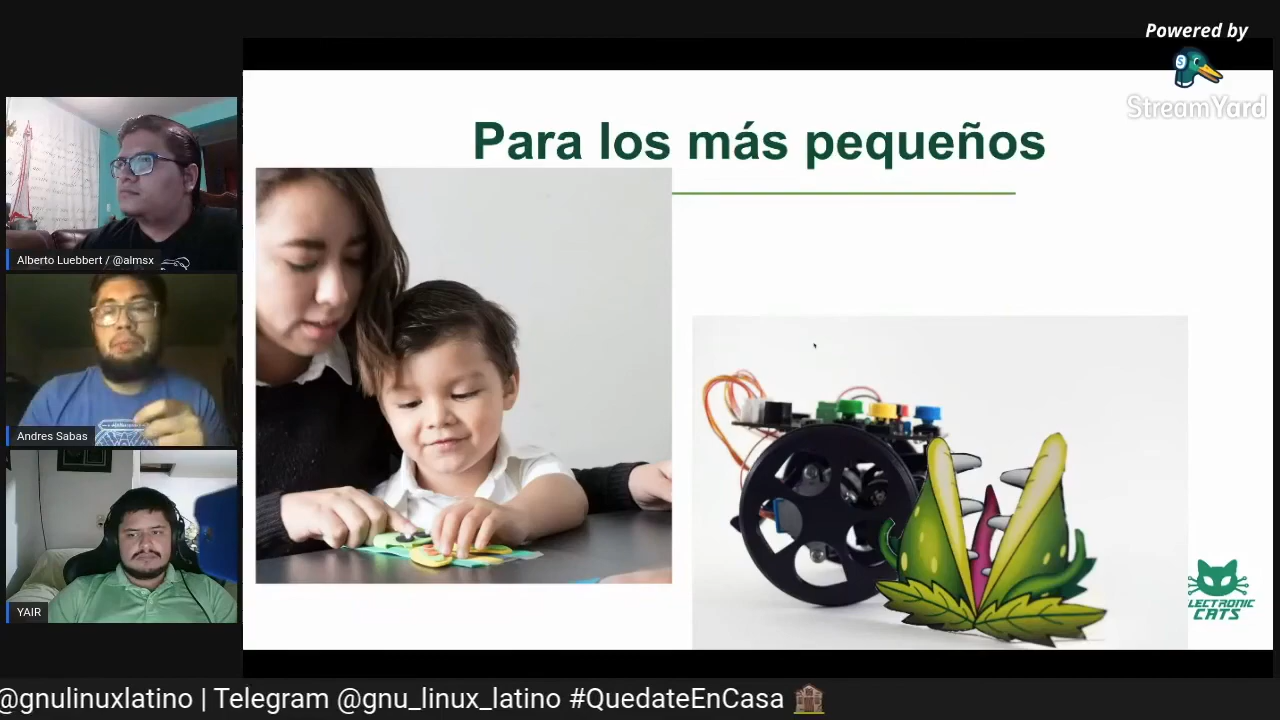 Powered by
StreamYard
Para los más pequeños
Alberto Luebbert / @almsx
Andres Sabas
YAIR
LECTRONIC
CATS
@gnulinuxlatino | Telegram @gnu_linux_latino #QuedateEnCasa